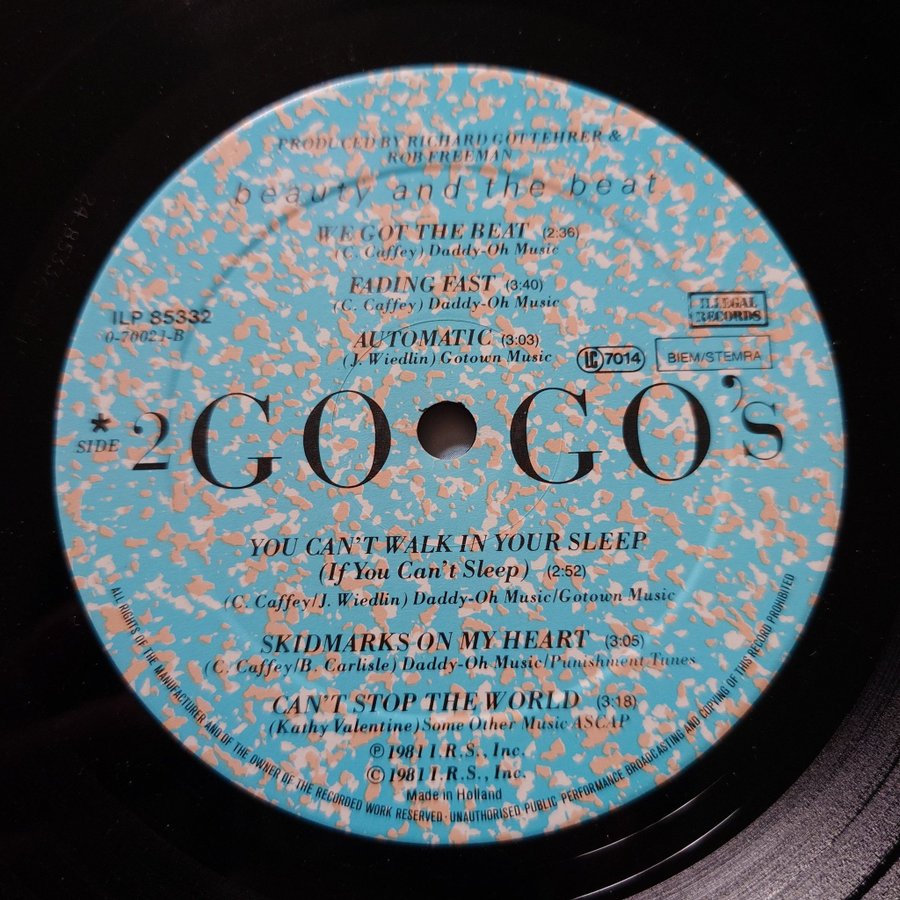 PRODUCED BY RICHARD GOTTEHRER &
ROB FREEMAN
beauty and the beat
WE GOT THE BEAT (2:36)
(C. Caffey) Daddy-Oh Music
FADING FAST (3:40)
(C. Caffey) Daddy-Oh Music
AUTOMATIC (3:03)
(J. Wiedlin) Gotown Music
ILP 85332
0-70021-B
ILLEGAL
RECORDS
LC 7014
BIEM/STEMRA
*
SIDE 2
GO GO's
YOU CAN'T WALK IN YOUR SLEEP
(If You Can't Sleep) (2:52)
(C. Caffey/J. Wiedlin) Daddy-Oh Music/Gotown Music
SKIDMARKS ON MY HEART (3:05)
(C. Caffey/B. Carlisle) Daddy-Oh Music/Punishment Tunes
CAN'T STOP THE WORLD (3:18)
(Kathy Valentine) Some Other Music ASCAP
℗ 1981 I.R.S., Inc.
© 1981 I.R.S., Inc.
Made in Holland
ALL RIGHTS OF THE MANUFACTURER AND OF THE OWNER OF THE RECORDED WORK RESERVED · UNAUTHORISED PUBLIC PERFORMANCE BROADCASTING AND COPYING OF THIS RECORD PROHIBITED